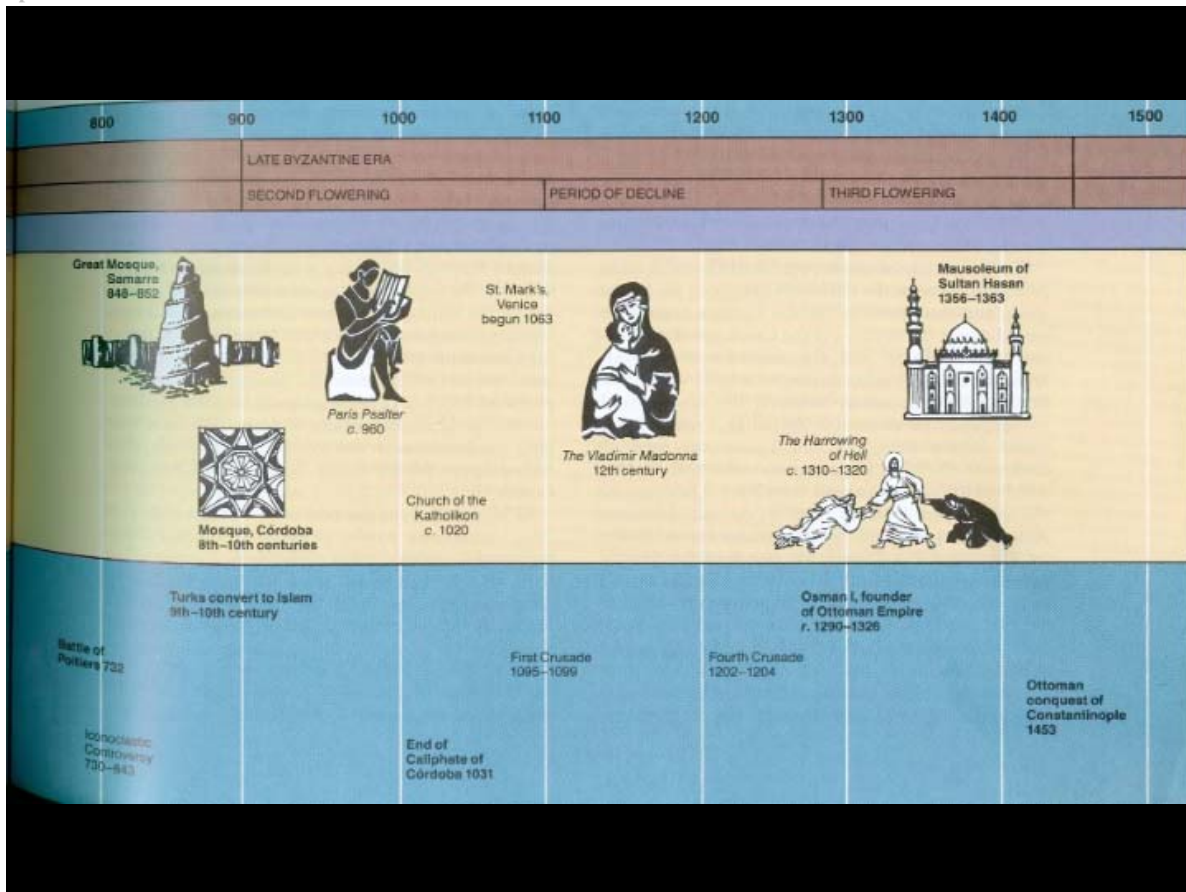 800 900 1000 1100 1200 1300 1400 1500
LATE BYZANTINE ERA
SECOND FLOWERING PERIOD OF DECLINE THIRD FLOWERING
Great Mosque,
Samarra
848–852
Mosque, Córdoba
8th–10th centuries
Paris Psalter
c. 960
Church of the
Katholikon
c. 1020
St. Mark's,
Venice
begun 1063
The Vladimir Madonna
12th century
The Harrowing
of Hell
c. 1310–1320
Mausoleum of
Sultan Hasan
1356–1363
Turks convert to Islam
9th–10th century
Battle of
Poitiers 732
Iconoclastic
Controversy
730–843
End of
Caliphate of
Córdoba 1031
First Crusade
1095–1099
Fourth Crusade
1202–1204
Osman I, founder
of Ottoman Empire
r. 1290–1326
Ottoman
conquest of
Constantinople
1453